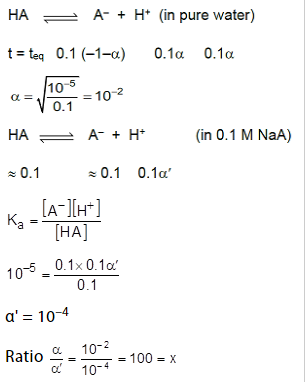 HA ⇌ A⁻ + H⁺ (in pure water)
t = t_eq 0.1 (–1–α) 0.1α 0.1α
α = √(10⁻⁵/0.1) = 10⁻²
HA ⇌ A⁻ + H⁺ (in 0.1 M NaA)
≈ 0.1 ≈ 0.1 0.1α'
K_a = [A⁻][H⁺]/[HA]
10⁻⁵ = 0.1×0.1α'/0.1
α' = 10⁻⁴
Ratio α/α' = 10⁻²/10⁻⁴ = 100 = x